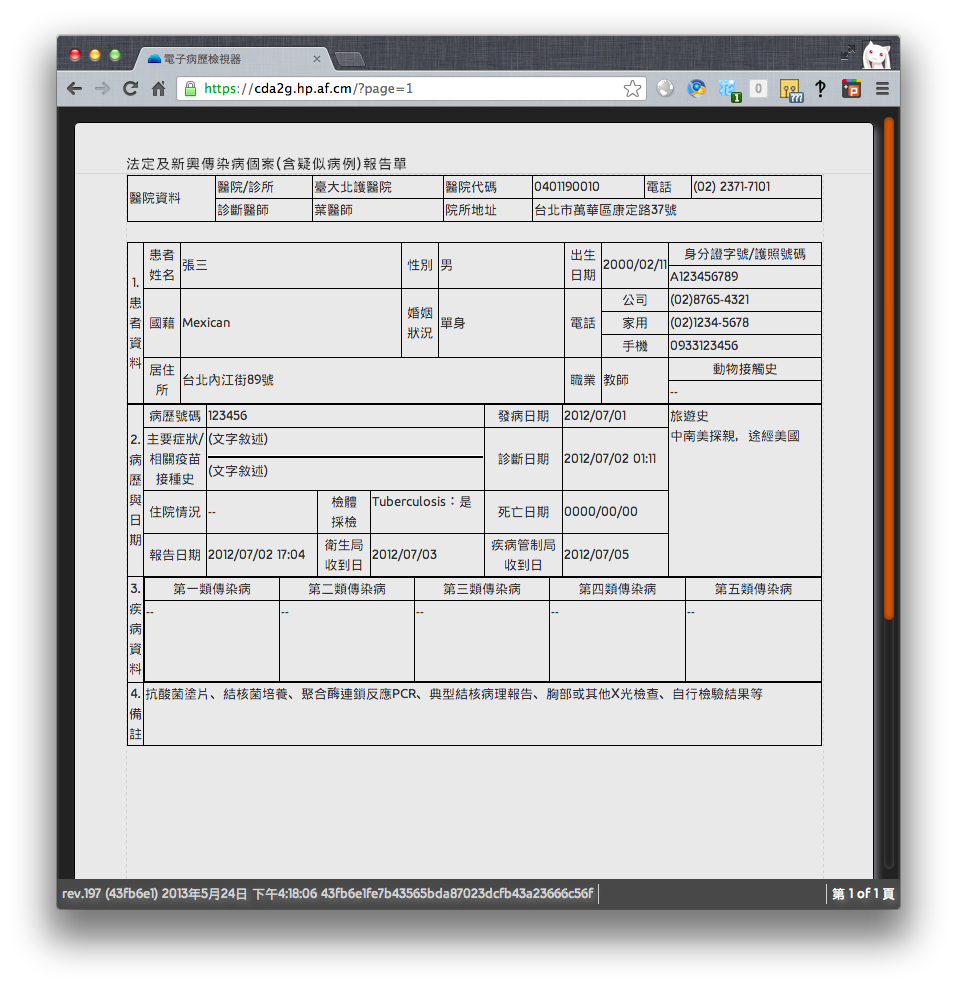 電子病歷檢視器
https://cda2g.hp.af.cm/?page=1
法定及新興傳染病個案(含疑似病例)報告單
醫院資料 醫院/診所 臺大北護醫院 醫院代碼 0401190010 電話 (02) 2371-7101
診斷醫師 葉醫師 院所地址 台北市萬華區康定路37號
1.患者資料
患者姓名 張三 性別 男 出生日期 2000/02/11 身分證字號/護照號碼
A123456789
國籍 Mexican 婚姻狀況 單身 電話 公司 (02)8765-4321
家用 (02)1234-5678
手機 0933123456
居住所 台北內江街89號 職業 教師 動物接觸史
--
2.病歷與日期
病歷號碼 123456 發病日期 2012/07/01 旅遊史
中南美探親，途經美國
主要症狀/相關疫苗接種史 (文字敘述) 診斷日期 2012/07/02 01:11
(文字敘述)
住院情況 -- 檢體採檢 Tuberculosis：是 死亡日期 0000/00/00
報告日期 2012/07/02 17:04 衛生局收到日 2012/07/03 疾病管制局收到日 2012/07/05
3.疾病資料
第一類傳染病 第二類傳染病 第三類傳染病 第四類傳染病 第五類傳染病
-- -- -- -- --
4.備註
抗酸菌塗片、結核菌培養、聚合酶連鎖反應PCR、典型結核病理報告、胸部或其他X光檢查、自行檢驗結果等
rev.197 (43fb6e1) 2013年5月24日 下午4:18:06 43fb6e1fe7b43565bda87023dcfb43a23666c56f
第 1 of 1 頁